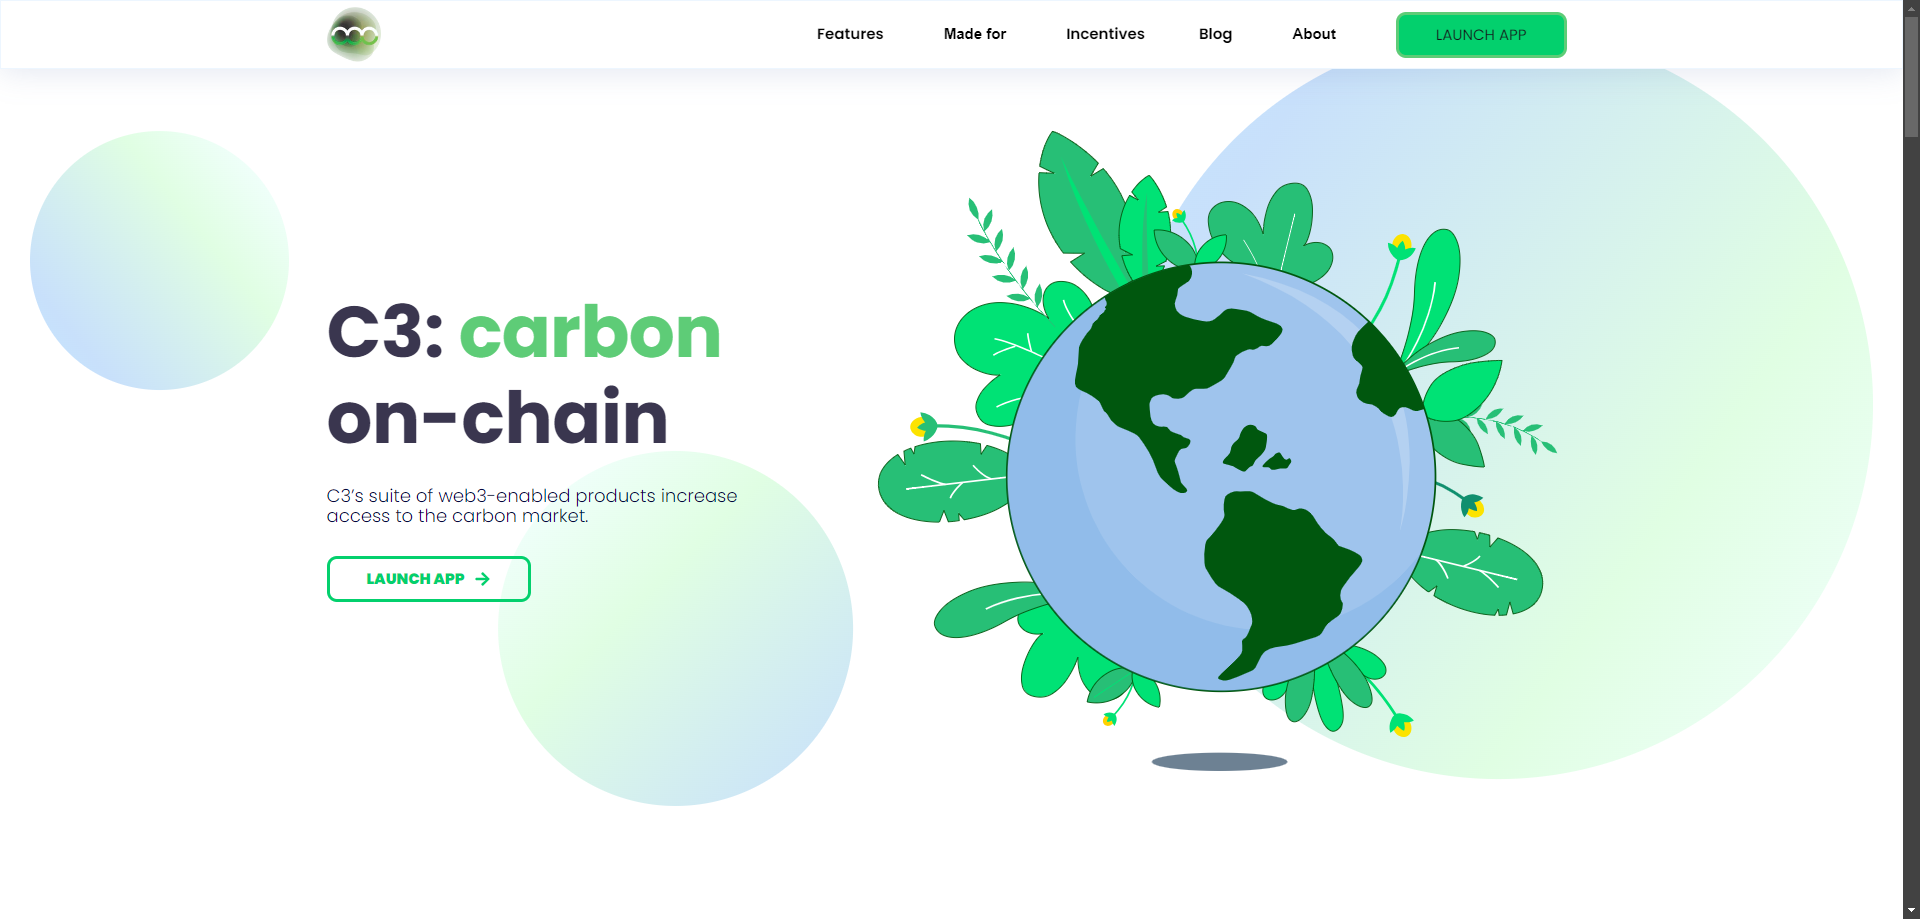 Features
Made for
Incentives
Blog
About
LAUNCH APP
C3: carbon
on-chain
C3's suite of web3-enabled products increase
access to the carbon market.
LAUNCH APP